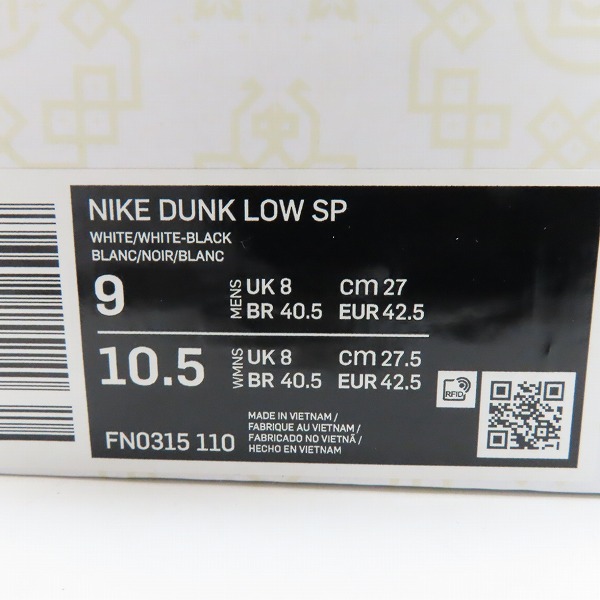 NIKE DUNK LOW SP
WHITE/WHITE-BLACK
BLANC/NOIR/BLANC
9 MENS UK 8 cm 27
BR 40.5 EUR 42.5
10.5 WMNS UK 8 cm 27.5
BR 40.5 EUR 42.5
RFID
FN0315 110
MADE IN VIETNAM /
FABRIQUE AU VIETNAM /
FABRICADO NO VIETNÃ /
HECHO EN VIETNAM